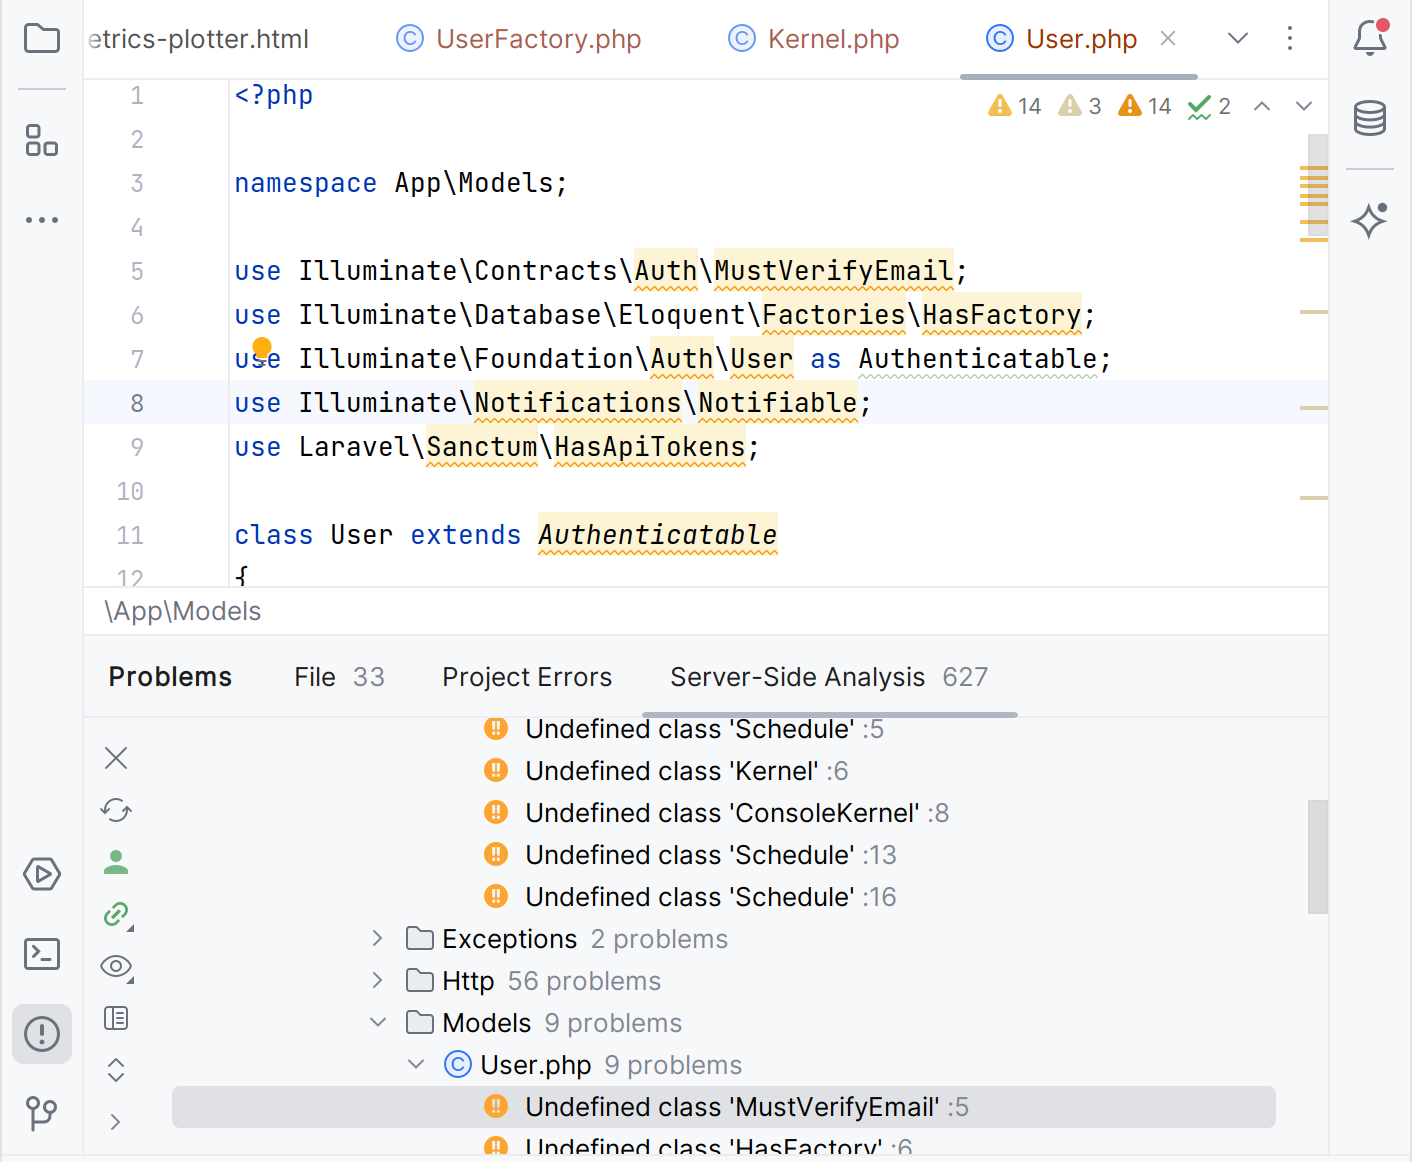 etrics-plotter.html
UserFactory.php
Kernel.php
User.php
14 3 14 2
1 <?php
2
3 namespace App\Models;
4
5 use Illuminate\Contracts\Auth\MustVerifyEmail;
6 use Illuminate\Database\Eloquent\Factories\HasFactory;
7 use Illuminate\Foundation\Auth\User as Authenticatable;
8 use Illuminate\Notifications\Notifiable;
9 use Laravel\Sanctum\HasApiTokens;
10
11 class User extends Authenticatable
12 {
\App\Models
Problems File 33 Project Errors Server-Side Analysis 627
Undefined class 'Schedule' :5
Undefined class 'Kernel' :6
Undefined class 'ConsoleKernel' :8
Undefined class 'Schedule' :13
Undefined class 'Schedule' :16
Exceptions 2 problems
Http 56 problems
Models 9 problems
User.php 9 problems
Undefined class 'MustVerifyEmail' :5
Undefined class 'HasFactory' :6